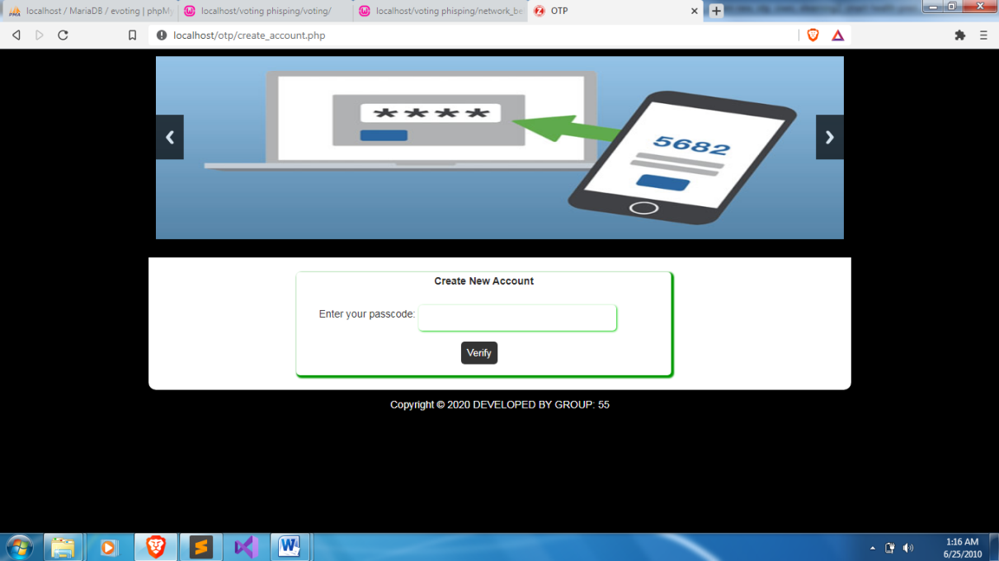 localhost / MariaDB / evoting | phpMy
localhost/voting phisping/voting/
localhost/voting phisping/network_be
OTP
localhost/otp/create_account.php
* * * *
5682
Create New Account
Enter your passcode:
Verify
Copyright © 2020 DEVELOPED BY GROUP: 55
1:16 AM
6/25/2010